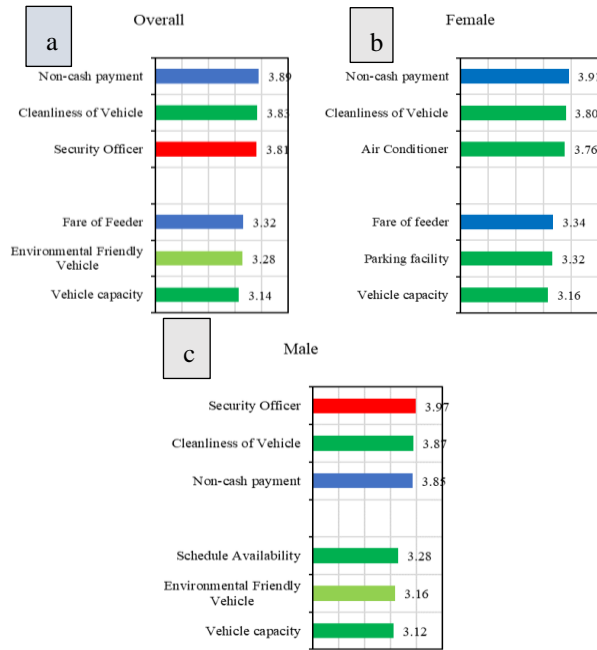 a
Overall
Non-cash payment 3.89
Cleanliness of Vehicle 3.83
Security Officer 3.81
Fare of Feeder 3.32
Environmental Friendly
Vehicle 3.28
Vehicle capacity 3.14
b
Female
Non-cash payment 3.91
Cleanliness of Vehicle 3.80
Air Conditioner 3.76
Fare of feeder 3.34
Parking facility 3.32
Vehicle capacity 3.16
c
Male
Security Officer 3.97
Cleanliness of Vehicle 3.87
Non-cash payment 3.85
Schedule Availability 3.28
Environmental Friendly
Vehicle 3.16
Vehicle capacity 3.12